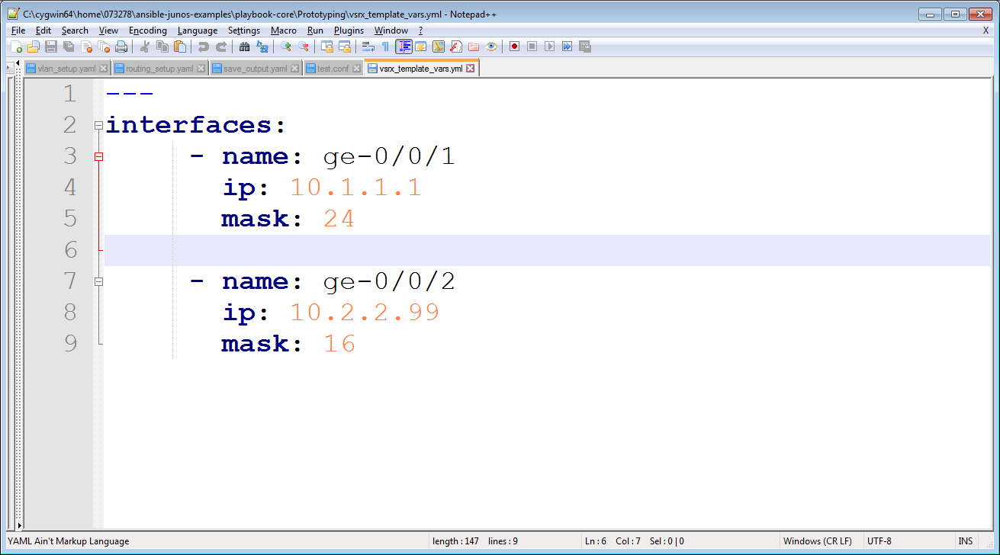 C:\cygwin64\home\073278\ansible-junos-examples\playbook-core\Prototyping\vsrx_template_vars.yml - Notepad++
File Edit Search View Encoding Language Settings Macro Run Plugins Window ? X
vlan_setup.yaml routing_setup.yaml save_output.yaml test.conf vsrx_template_vars.yml
1 ---
2 interfaces:
3 - name: ge-0/0/1
4 ip: 10.1.1.1
5 mask: 24
6
7 - name: ge-0/0/2
8 ip: 10.2.2.99
9 mask: 16
YAML Ain't Markup Language length : 147 lines : 9 Ln : 6 Col : 7 Sel : 0 | 0 Windows (CR LF) UTF-8 INS